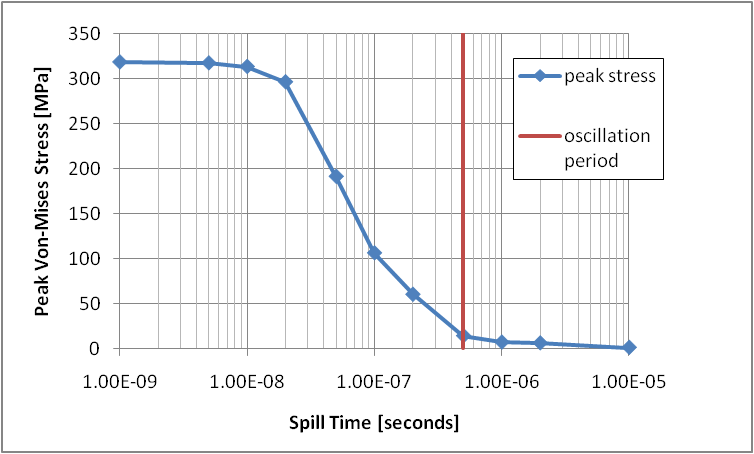 350
300
250
200
150
100
50
0
Peak Von-Mises Stress [MPa]
1.00E-09 1.00E-08 1.00E-07 1.00E-06 1.00E-05
Spill Time [seconds]
peak stress
oscillation
period